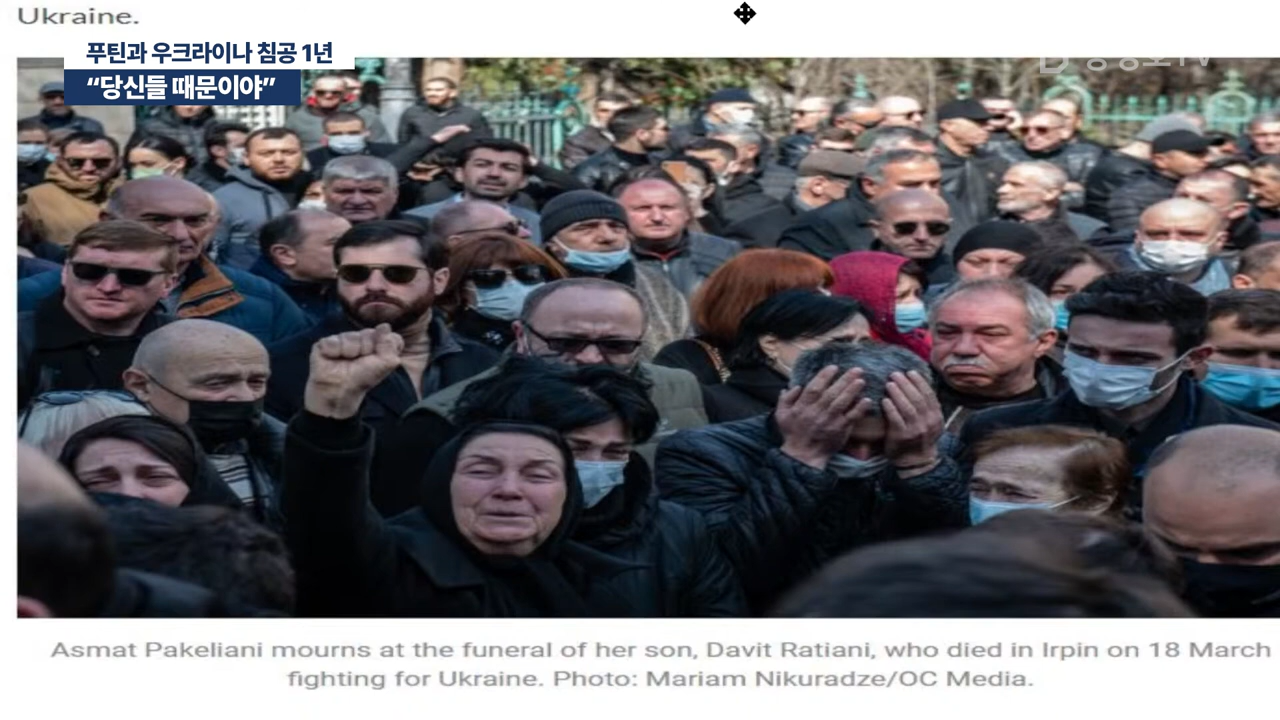 Ukraine.
푸틴과 우크라이나 침공 1년
“당신들 때문이야”
Asmat Pakeliani mourns at the funeral of her son, Davit Ratiani, who died in Irpin on 18 March
fighting for Ukraine. Photo: Mariam Nikuradze/OC Media.